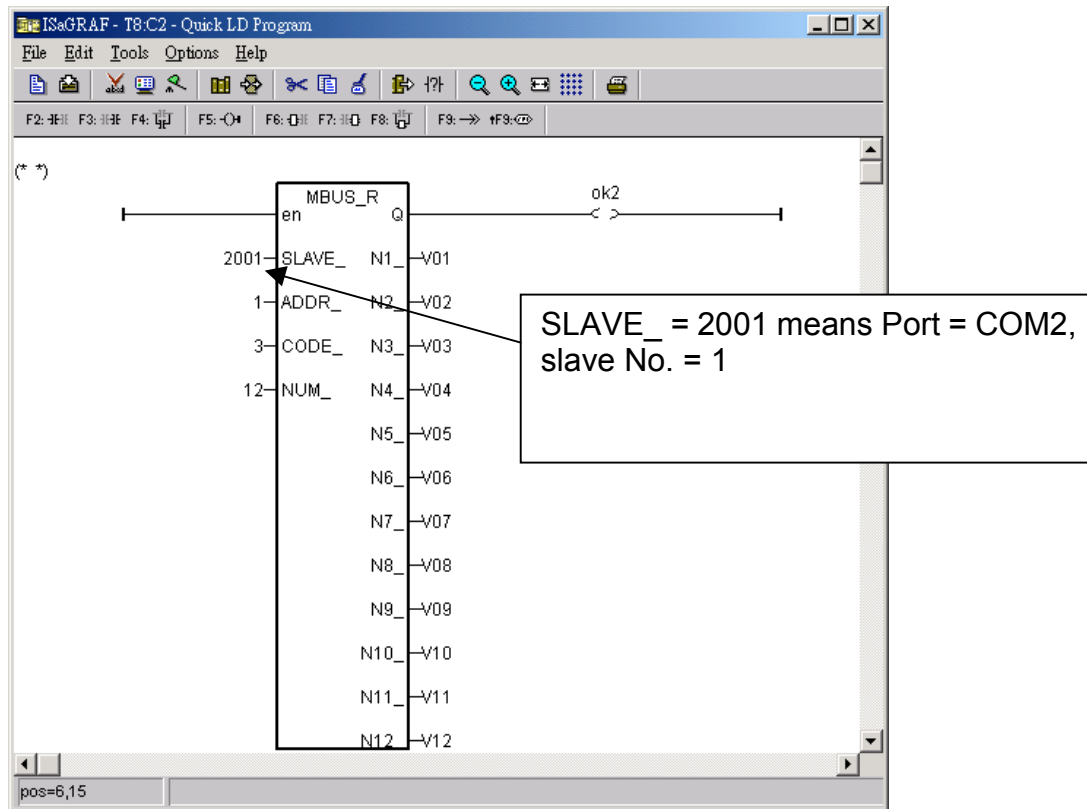 ISaGRAF - T8:C2 - Quick LD Program
File Edit Tools Options Help
F2: F3: F4: F5: F6: F7: F8: F9: F9:
(* *)
MBUS_R
ok2
en Q
2001 SLAVE_ N1_ V01
1 ADDR_ N2_ V02
3 CODE_ N3_ V03
12 NUM_ N4_ V04
N5_ V05
N6_ V06
N7_ V07
N8_ V08
N9_ V09
N10_ V10
N11_ V11
N12_ V12
SLAVE_ = 2001 means Port = COM2,
slave No. = 1
pos=6,15